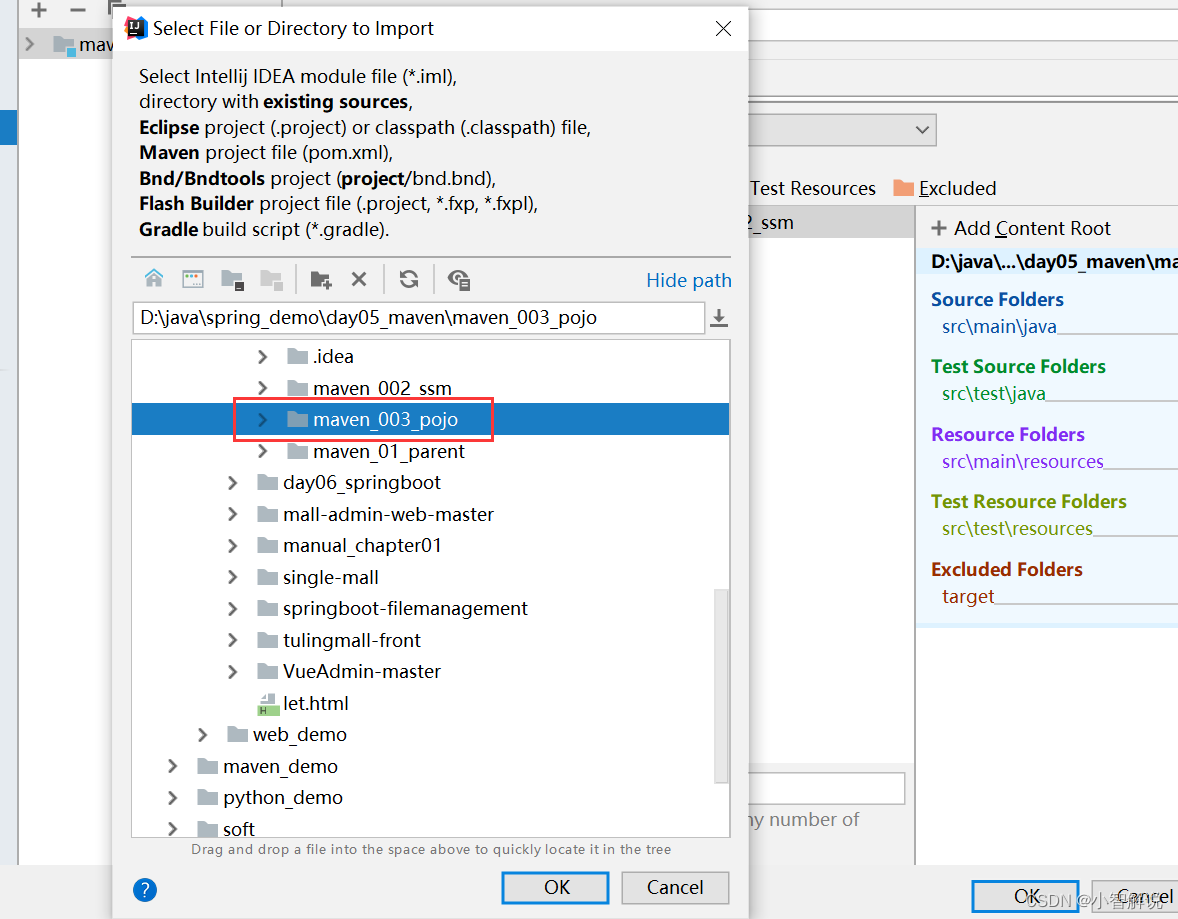 Select File or Directory to Import
mav
Select Intellij IDEA module file (*.iml),
directory with existing sources,
Eclipse project (.project) or classpath (.classpath) file,
Maven project file (pom.xml),
Bnd/Bndtools project (project/bnd.bnd),
Flash Builder project file (.project, *.fxp, *.fxpl),
Gradle build script (*.gradle).
Hide path
D:\java\spring_demo\day05_maven\maven_003_pojo
.idea
maven_002_ssm
maven_003_pojo
maven_01_parent
day06_springboot
mall-admin-web-master
manual_chapter01
single-mall
springboot-filemanagement
tulingmall-front
VueAdmin-master
let.html
web_demo
maven_demo
python_demo
soft
Drag and drop a file into the space above to quickly locate it in the tree
?
OK
Cancel
Test Resources
Excluded
2_ssm
+ Add Content Root
D:\java\...\day05_maven\ma
Source Folders
src\main\java
Test Source Folders
src\test\java
Resource Folders
src\main\resources
Test Resource Folders
src\test\resources
Excluded Folders
target
ny number of
OK
Cancel
CSDN @小智解说